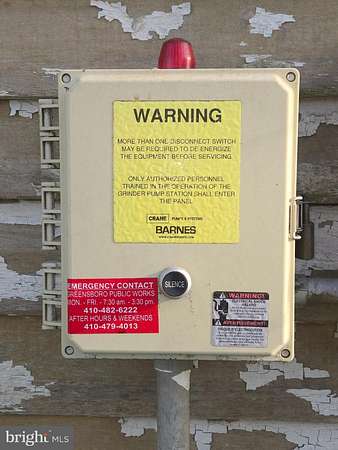 WARNING
MORE THAN ONE DISCONNECT SWITCH
MAY BE REQUIRED TO DE-ENERGIZE
THE EQUIPMENT BEFORE SERVICING.
ONLY AUTHORIZED PERSONNEL
TRAINED IN THE OPERATION OF THE
GRINDER PUMP STATION SHALL ENTER
THE PANEL
CRANE PUMPS & SYSTEMS
BARNES
SILENCE
EMERGENCY CONTACT
GREENSBORO PUBLIC WORKS
MON. - FRI. - 7:30 am - 3:30 pm
410-482-6222
AFTER HOURS & WEEKENDS
410-479-4013
WARNING!
bright MLS